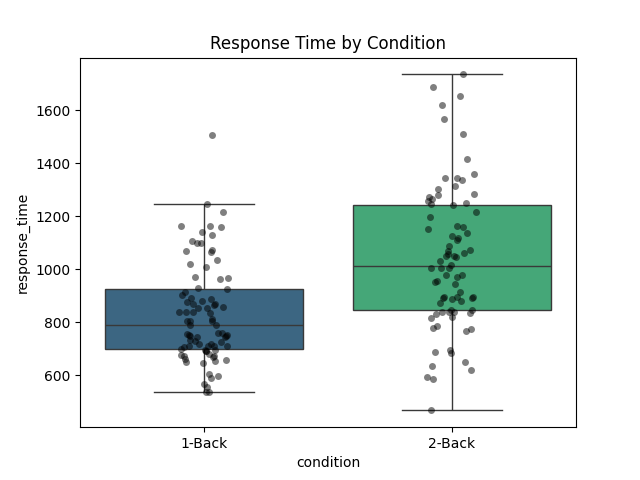 Response Time by Condition
1600
1400
1200
1000
800
600
response_time
1-Back
2-Back
condition